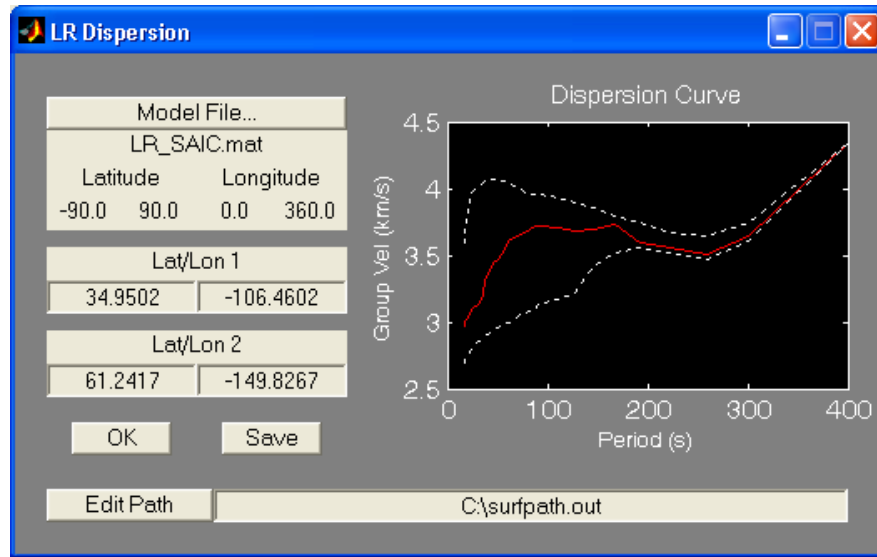 LR Dispersion
Model File...
LR_SAIC.mat
Latitude Longitude
-90.0 90.0 0.0 360.0
Lat/Lon 1
34.9502 -106.4602
Lat/Lon 2
61.2417 -149.8267
OK Save
Dispersion Curve
Group Vel (km/s)
4.5
4
3.5
3
2.5
0 100 200 300 400
Period (s)
Edit Path C:\surfpath.out